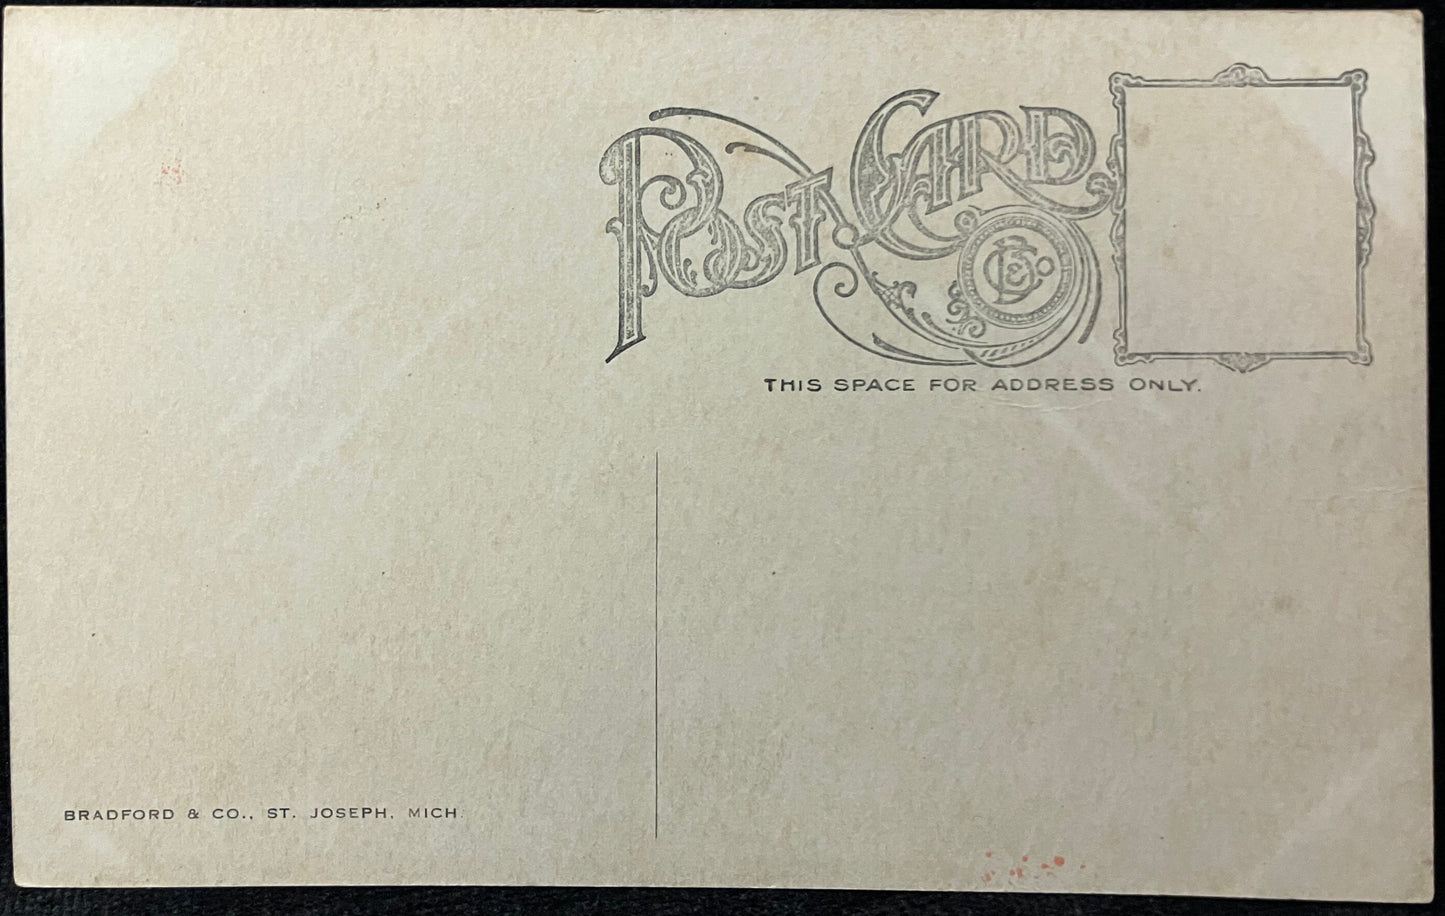 POST CARD
THIS SPACE FOR ADDRESS ONLY.
BRADFORD & CO., ST. JOSEPH, MICH.